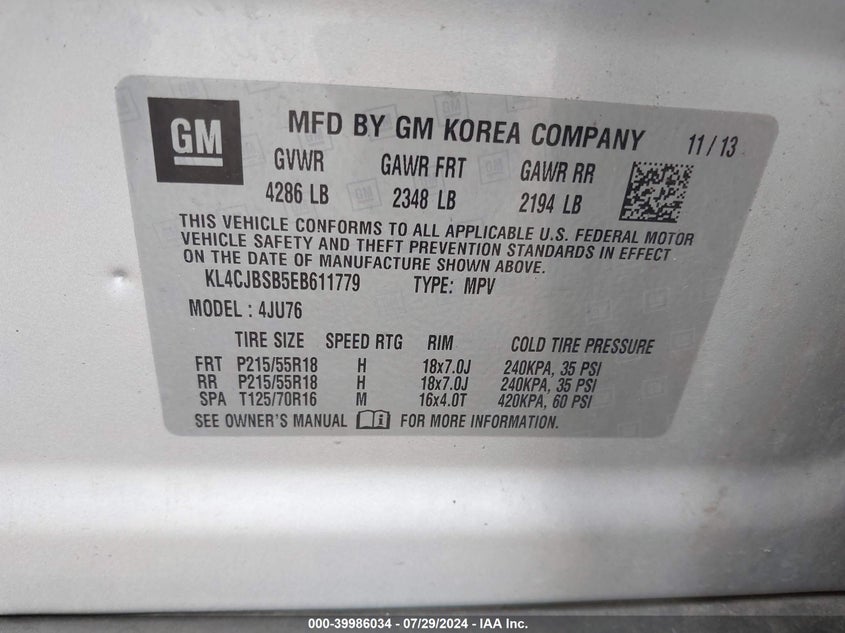 GM
MFD BY GM KOREA COMPANY 11/13
GVWR GAWR FRT GAWR RR
4286 LB 2348 LB 2194 LB
THIS VEHICLE CONFORMS TO ALL APPLICABLE U.S. FEDERAL MOTOR
VEHICLE SAFETY AND THEFT PREVENTION STANDARDS IN EFFECT
ON THE DATE OF MANUFACTURE SHOWN ABOVE.
KL4CJBSB5EB611779 TYPE: MPV
MODEL : 4JU76
TIRE SIZE SPEED RTG RIM COLD TIRE PRESSURE
FRT P215/55R18 H 18x7.0J 240KPA, 35 PSI
RR P215/55R18 H 18x7.0J 240KPA, 35 PSI
SPA T125/70R16 M 16x4.0T 420KPA, 60 PSI
SEE OWNER'S MANUAL FOR MORE INFORMATION.
000-39986034 / 07/29/2024 - IAA Inc.